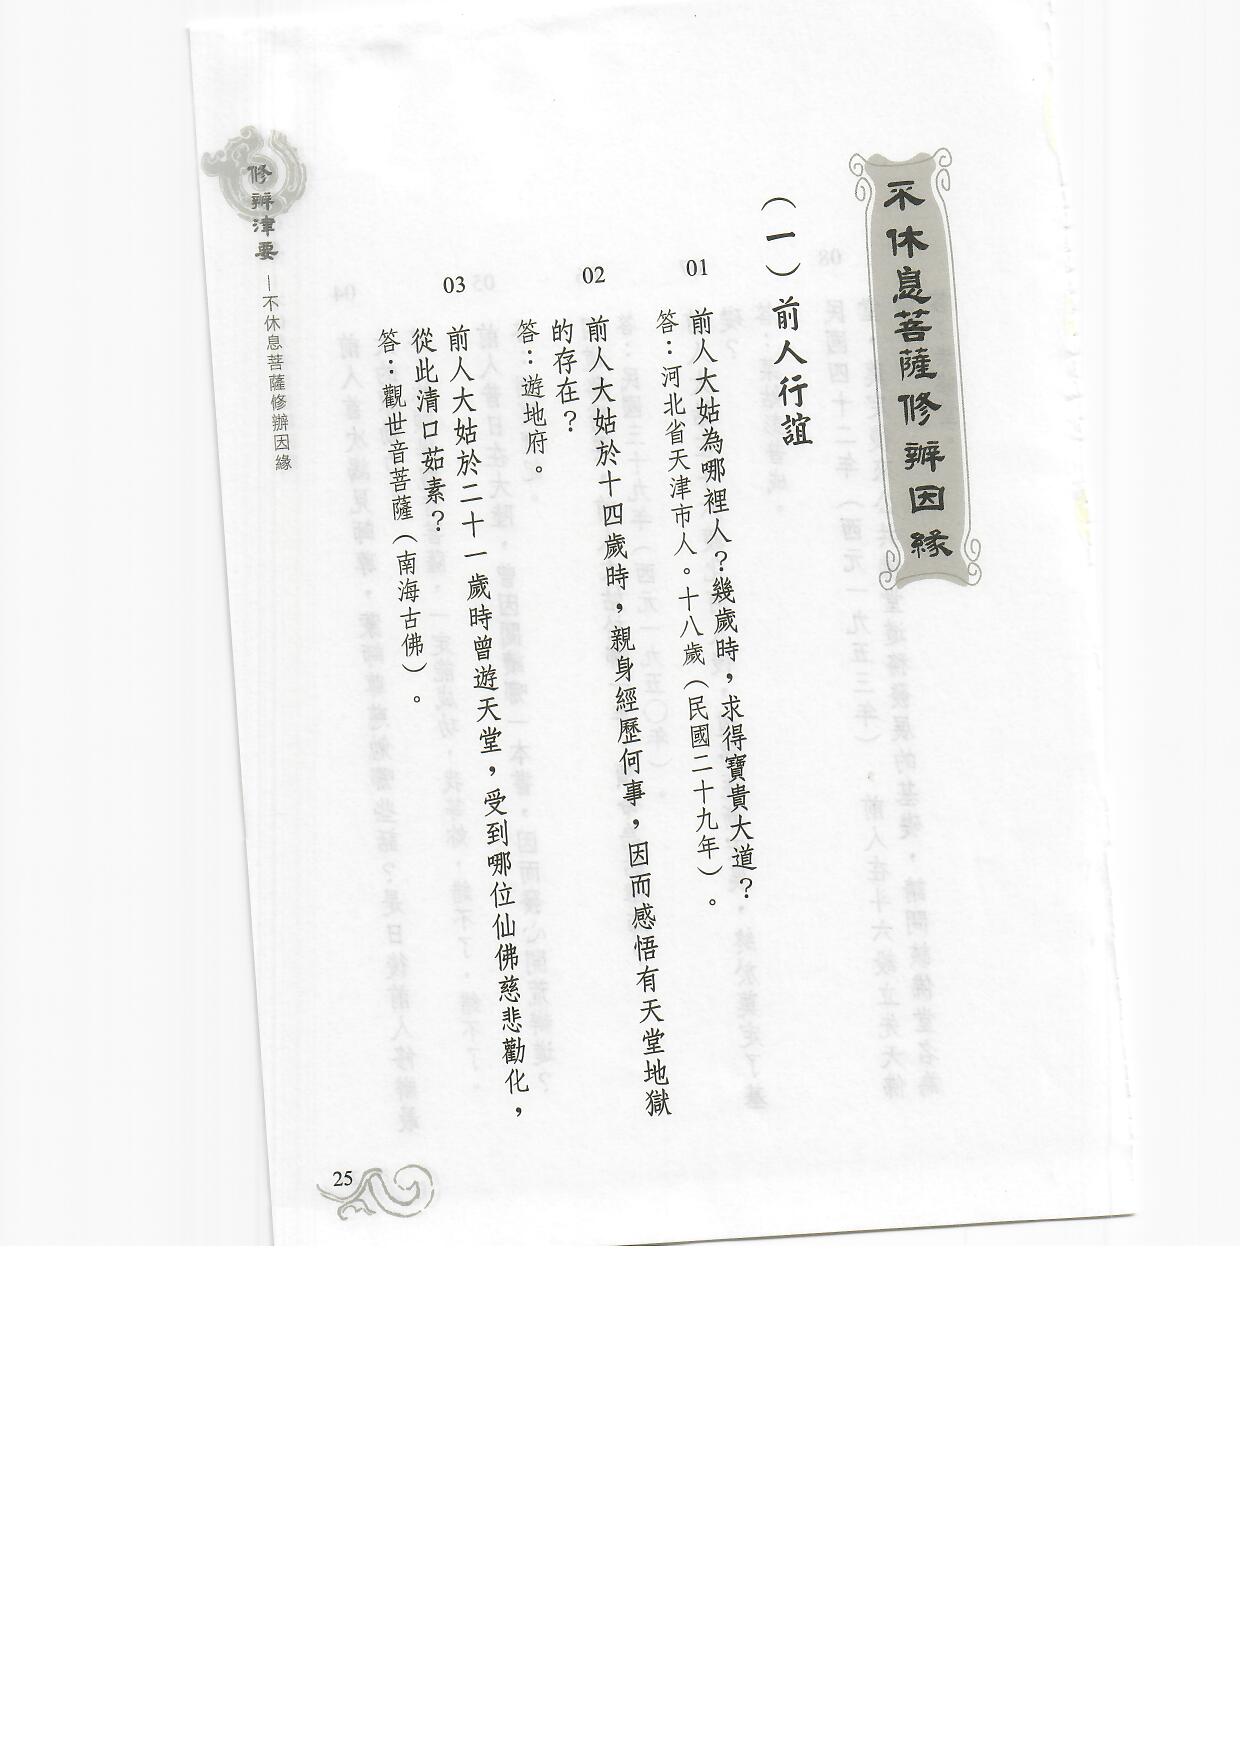 不休息菩薩修辦因緣
（一）前人行誼
01 前人大姑為哪裡人？幾歲時，求得寶貴大道？
答：河北省天津市人。十八歲（民國二十九年）。
02 前人大姑於十四歲時，親身經歷何事，因而感悟有天堂地獄
的存在？
答：遊地府。
03 前人大姑於二十一歲時曾遊天堂，受到哪位仙佛慈悲勸化，
從此清口茹素？
答：觀世音菩薩（南海古佛）。
修辦津要
—不休息菩薩修辦因緣
25